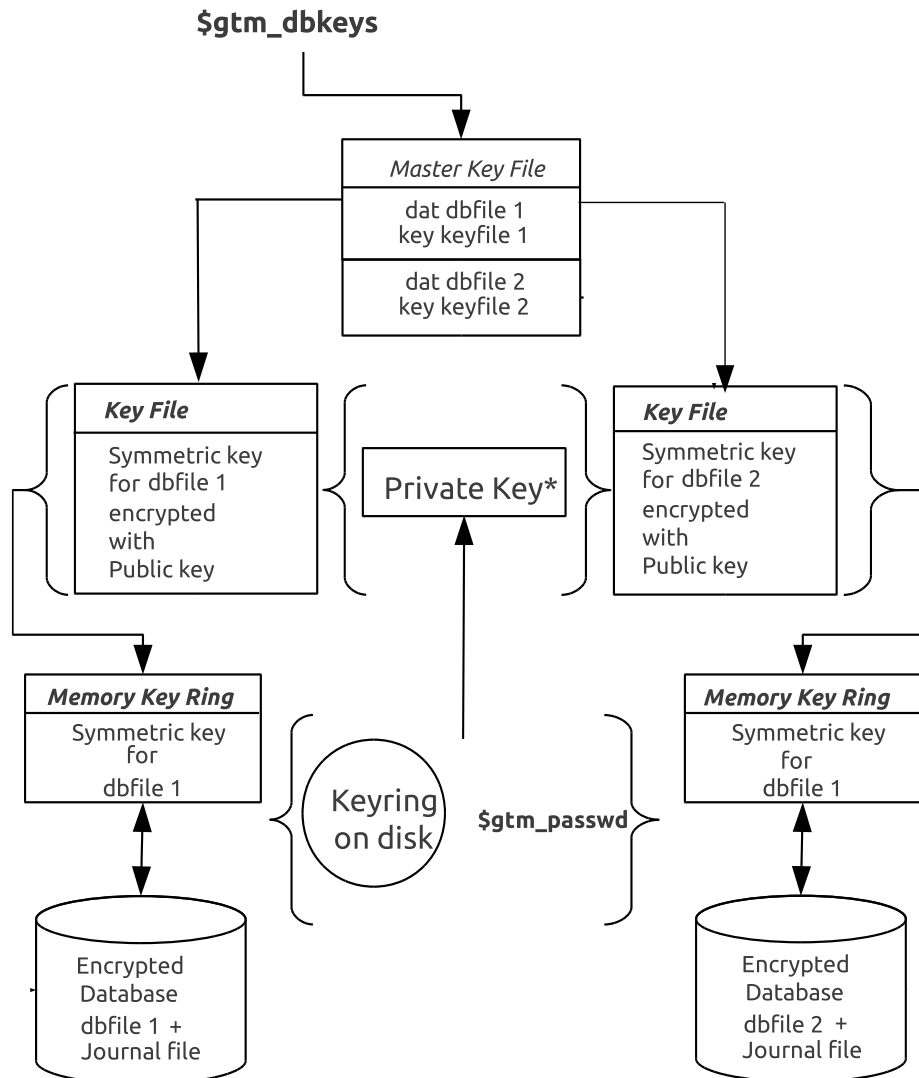 $gtm_dbkeys
Master Key File
dat dbfile 1
key keyfile 1
dat dbfile 2
key keyfile 2
Key File
Symmetric key
for dbfile 1
encrypted
with
Public key
Private Key*
Key File
Symmetric key
for dbfile 2
encrypted
with
Public key
Memory Key Ring
Symmetric key
for
dbfile 1
Keyring
on disk
$gtm_passwd
Memory Key Ring
Symmetric key
for
dbfile 1
Encrypted
Database
dbfile 1 +
Journal file
Encrypted
Database
dbfile 2 +
Journal file